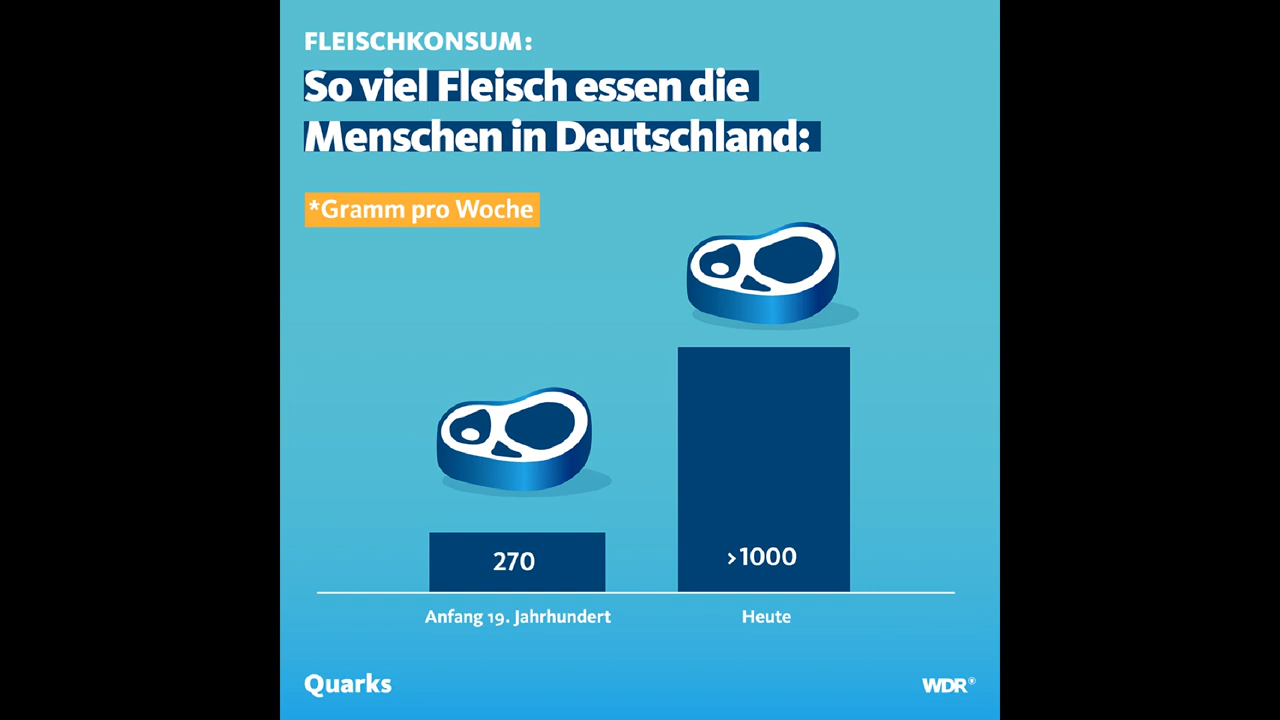 FLEISCHKONSUM:
So viel Fleisch essen die
Menschen in Deutschland:
*Gramm pro Woche
270
>1000
Anfang 19. Jahrhundert
Heute
Quarks
WDR